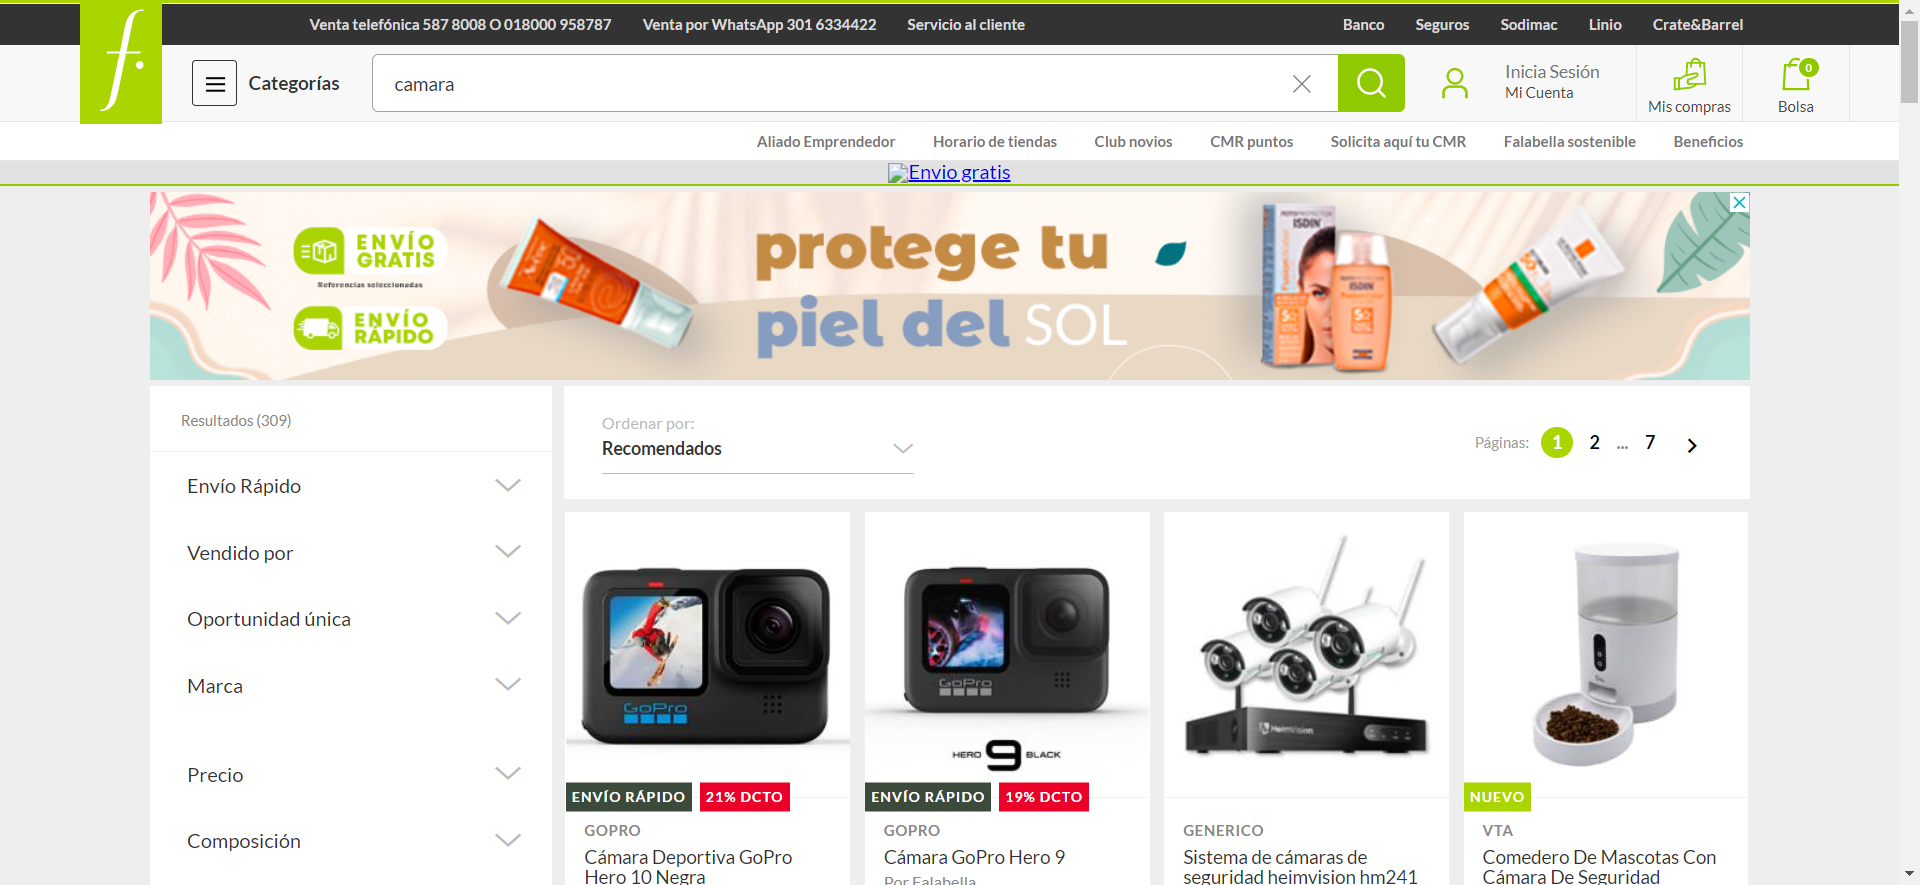 Venta telefónica 587 8008 O 018000 958787
Venta por WhatsApp 301 6334422
Servicio al cliente
Banco
Seguros
Sodimac
Linio
Crate&Barrel
f.
Categorías
camara
Inicia Sesión
Mi Cuenta
Mis compras
0
Bolsa
Aliado Emprendedor
Horario de tiendas
Club novios
CMR puntos
Solicita aquí tu CMR
Falabella sostenible
Beneficios
Envio gratis
ENVÍO
GRATIS
Referencias seleccionadas
ENVÍO
RÁPIDO
protege tu
piel del SOL
ISDIN
ISDIN
Resultados (309)
Envío Rápido
Vendido por
Oportunidad única
Marca
Precio
Composición
Ordenar por:
Recomendados
Páginas:
1
2
...
7
GoPro
ENVÍO RÁPIDO
21% DCTO
GOPRO
Cámara Deportiva GoPro
Hero 10 Negra
GoPro
HERO 9 BLACK
ENVÍO RÁPIDO
19% DCTO
GOPRO
Cámara GoPro Hero 9
Por Falabella
HeimVision
GENERICO
Sistema de cámaras de
seguridad heimvision hm241
NUEVO
VTA
Comedero De Mascotas Con
Cámara De Seguridad